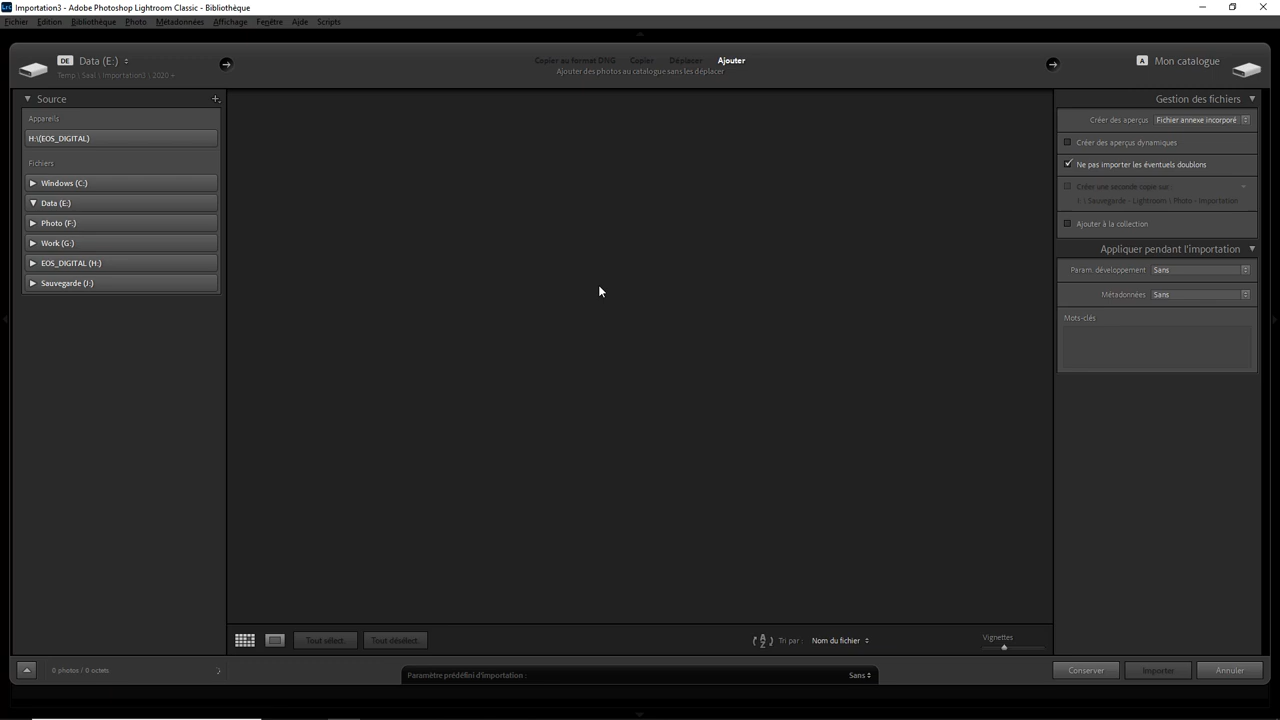 Importation3 - Adobe Photoshop Lightroom Classic - Bibliothèque
Fichier Edition Bibliothèque Photo Métadonnées Affichage Fenêtre Aide Scripts
DE Data (E:)
Copier au format DNG Copier Déplacer Ajouter
A Mon catalogue
Ajouter des photos au catalogue sans les déplacer
Source
Gestion des fichiers
Appareils
Créer des aperçus Fichier annexe incorporé
H:\(EOS_DIGITAL)
Créer des aperçus dynamiques
Fichiers
Ne pas importer les éventuels doublons
Windows (C:)
Créer une seconde copie sur :
Data (E:)
\ Sauvegarde - Lightroom \ Photo - Importation
Photo (F:)
Ajouter à la collection
Work (G:)
Appliquer pendant l'importation
EOS_DIGITAL (H:)
Param. développement Sans
Sauvegarde (J:)
Métadonnées Sans
Mots-clés
Tout sélect. Tout désélect.
Tri par : Nom du fichier
Vignettes
0 photos / 0 octets
Paramètre prédéfini d'importation : Sans
Conserver Importer Annuler